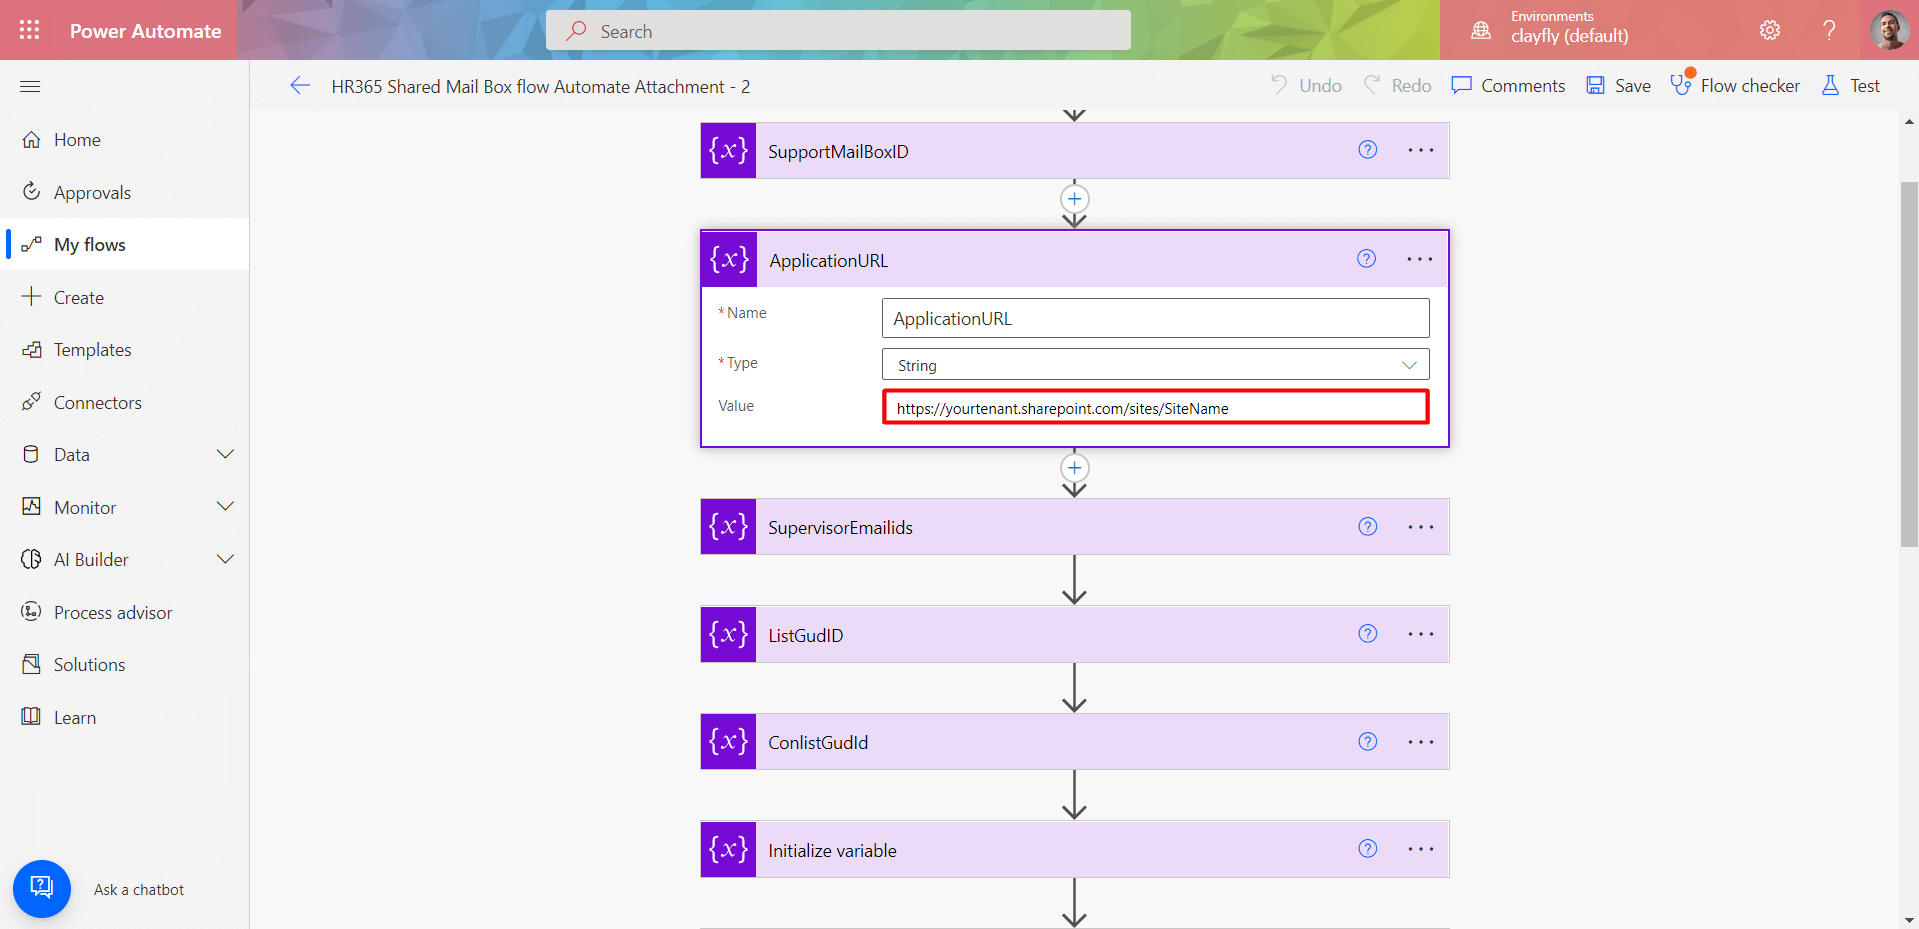 Power Automate
Search
Environments
clayfly (default)
HR365 Shared Mail Box flow Automate Attachment - 2
Undo
Redo
Comments
Save
Flow checker
Test
Home
Approvals
My flows
Create
Templates
Connectors
Data
Monitor
AI Builder
Process advisor
Solutions
Learn
Ask a chatbot
{x} SupportMailBoxID
{x} ApplicationURL
* Name
ApplicationURL
* Type
String
Value
https://yourtenant.sharepoint.com/sites/SiteName
{x} SupervisorEmailids
{x} ListGudID
{x} ConlistGudId
{x} Initialize variable